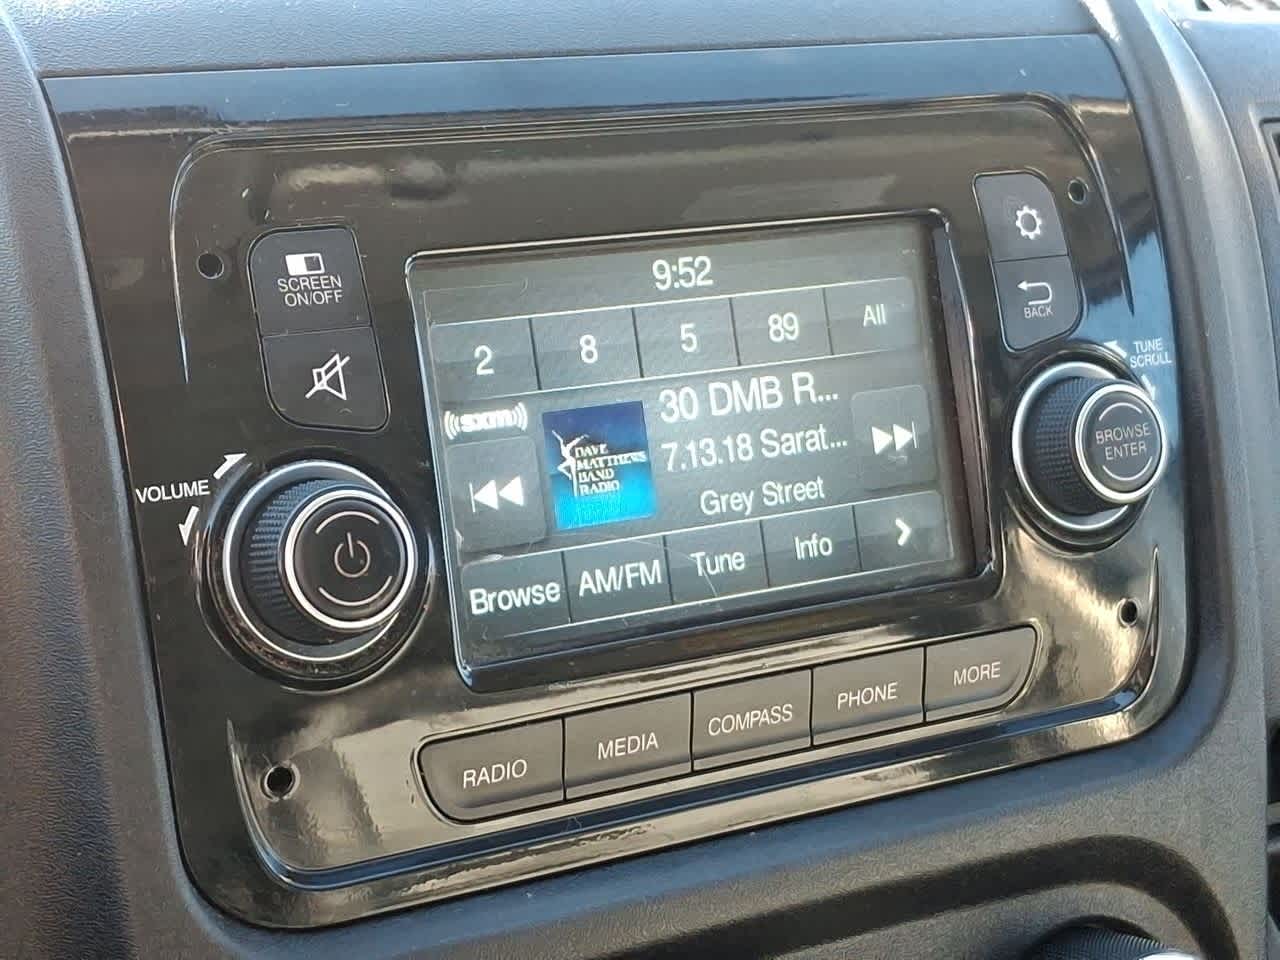 9:52
SCREEN
ON/OFF
2 8 5 89 All
BACK
TUNE
SCROLL
((sxm))
DAVE
MATTHEWS
BAND
RADIO
30 DMB R...
7.13.18 Sarat...
Grey Street
BROWSE
ENTER
VOLUME
Browse AM/FM Tune Info >
RADIO MEDIA COMPASS PHONE MORE